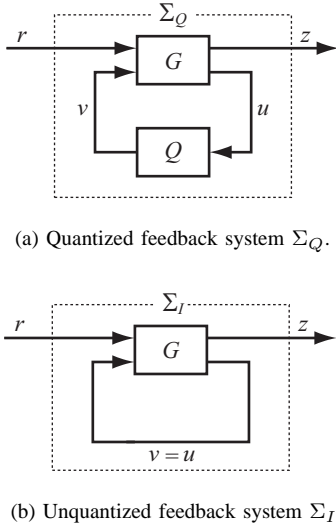 Σ_Q
r
G
z
v
u
Q
(a) Quantized feedback system Σ_Q.
Σ_I
r
G
z
v = u
(b) Unquantized feedback system Σ_I